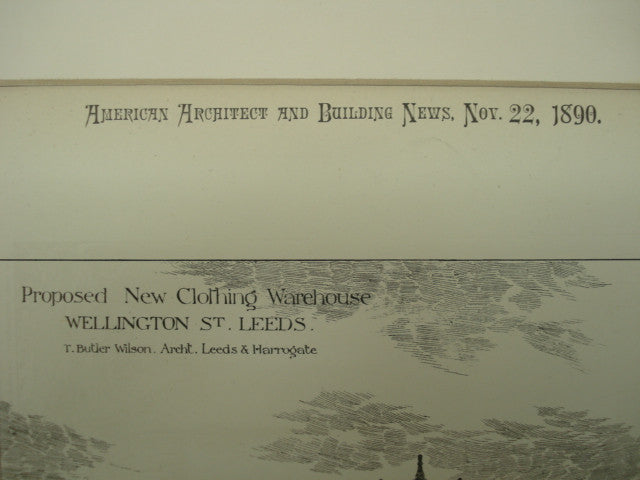 American Architect and Building News, Nov. 22, 1890.
Proposed New Clothing Warehouse
WELLINGTON ST. LEEDS.
T. Butler Wilson. Archt. Leeds & Harrogate